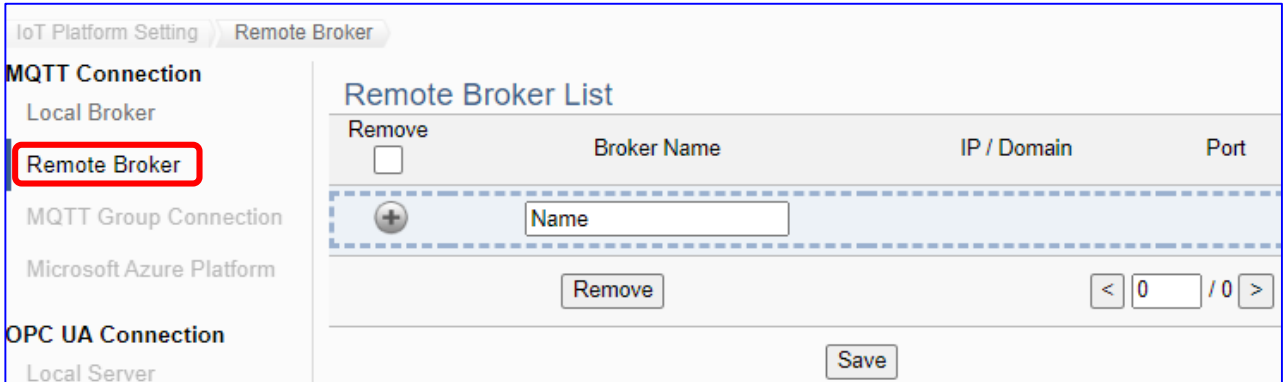 IoT Platform Setting
Remote Broker
MQTT Connection
Local Broker
Remote Broker
MQTT Group Connection
Microsoft Azure Platform
OPC UA Connection
Local Server
Remote Broker List
Remove Broker Name IP / Domain Port
Name
Remove < 0 / 0 >
Save